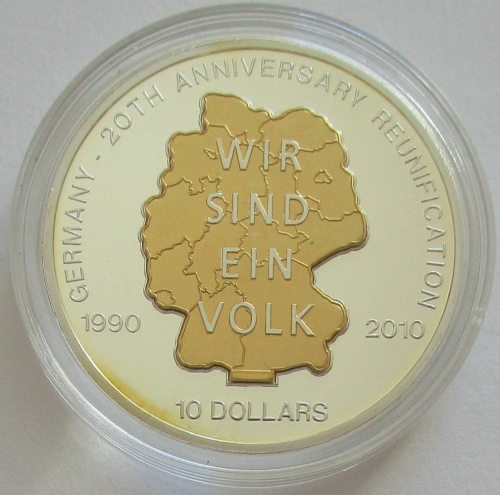 GERMANY - 20TH ANNIVERSARY REUNIFICATION
WIR
SIND
EIN
VOLK
1990
2010
10 DOLLARS